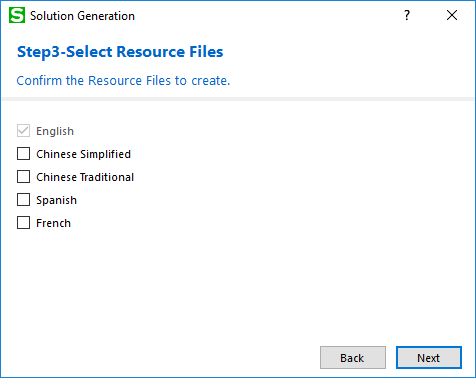 S Solution Generation ?
Step3-Select Resource Files
Confirm the Resource Files to create.
English
Chinese Simplified
Chinese Traditional
Spanish
French
Back Next